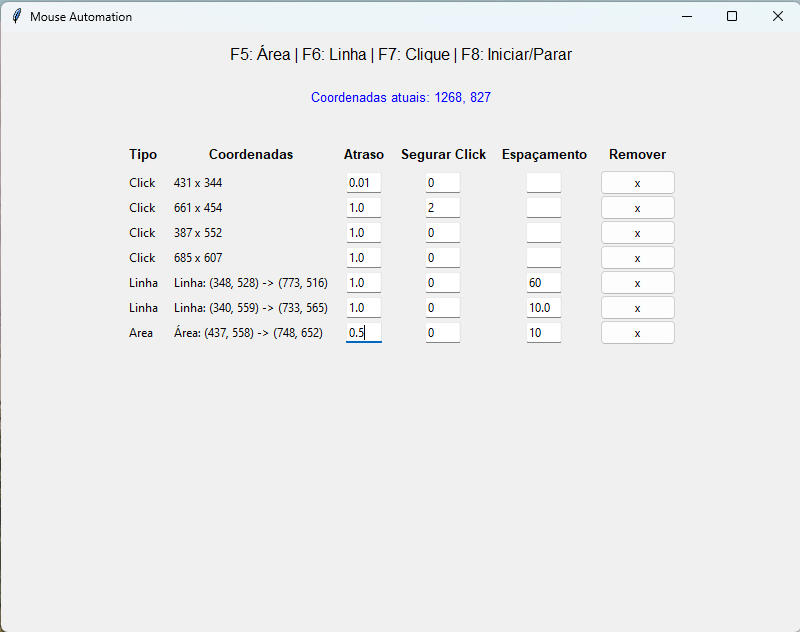 Mouse Automation
F5: Área | F6: Linha | F7: Clique | F8: Iniciar/Parar
Coordenadas atuais: 1268, 827
Tipo Coordenadas Atraso Segurar Click Espaçamento Remover
Click 431 x 344 0.01 0 x
Click 661 x 454 1.0 2 x
Click 387 x 552 1.0 0 x
Click 685 x 607 1.0 0 x
Linha Linha: (348, 528) -> (773, 516) 1.0 0 60 x
Linha Linha: (340, 559) -> (733, 565) 1.0 0 10.0 x
Area Área: (437, 558) -> (748, 652) 0.5 0 10 x